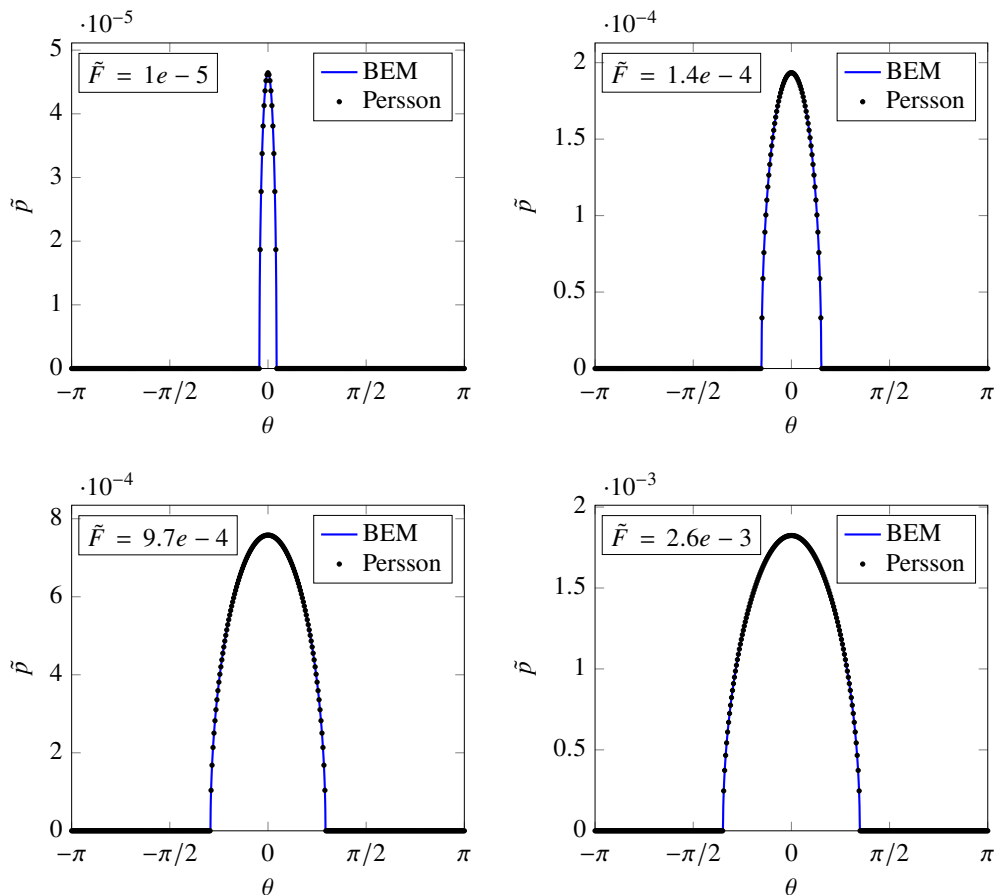 ·10⁻⁵
5
4
3
2
1
0
p̃
F̃ = 1e − 5
BEM
Persson
−π
−π/2
0
π/2
π
θ
·10⁻⁴
2
1.5
1
0.5
0
p̃
F̃ = 1.4e − 4
BEM
Persson
−π
−π/2
0
π/2
π
θ
·10⁻⁴
8
6
4
2
0
p̃
F̃ = 9.7e − 4
BEM
Persson
−π
−π/2
0
π/2
π
θ
·10⁻³
2
1.5
1
0.5
0
p̃
F̃ = 2.6e − 3
BEM
Persson
−π
−π/2
0
π/2
π
θ